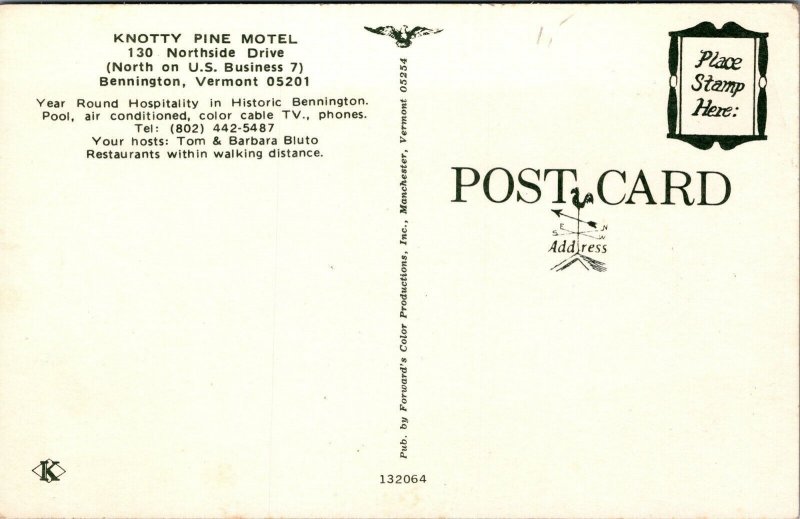 KNOTTY PINE MOTEL
130 Northside Drive
(North on U.S. Business 7)
Bennington, Vermont 05201
Year Round Hospitality in Historic Bennington.
Pool, air conditioned, color cable TV., phones.
Tel: (802) 442-5487
Your hosts: Tom & Barbara Bluto
Restaurants within walking distance.
Pub. by Forward's Color Productions, Inc., Manchester, Vermont 05254
Place
Stamp
Here:
POST CARD
E N
S W
Address
K
132064